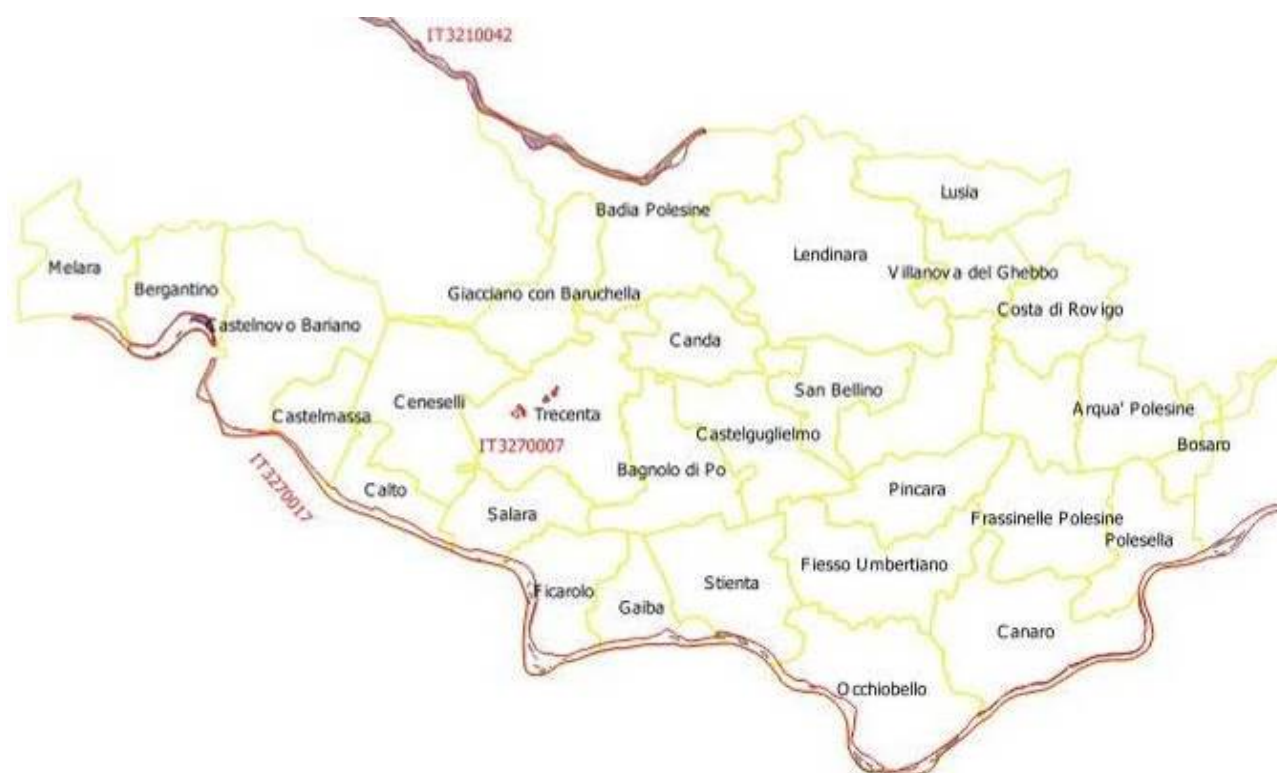 IT3210042
Lusia
Badia Polesine
Lendinara
Melara
Villanova del Ghebbo
Bergantino
Giacciano con Baruchella
Costa di Rovigo
Castelnovo Bariano
Canda
San Bellino
Ceneselli
Arqua' Polesine
Castelmassa
Trecenta
Castelguglielmo
IT3270007
Bosaro
Bagnolo di Po
IT3270017
Calto
Pincara
Salara
Frassinelle Polesine
Polesella
Fiesso Umbertiano
Stienta
Ficarolo
Gaiba
Canaro
Occhiobello